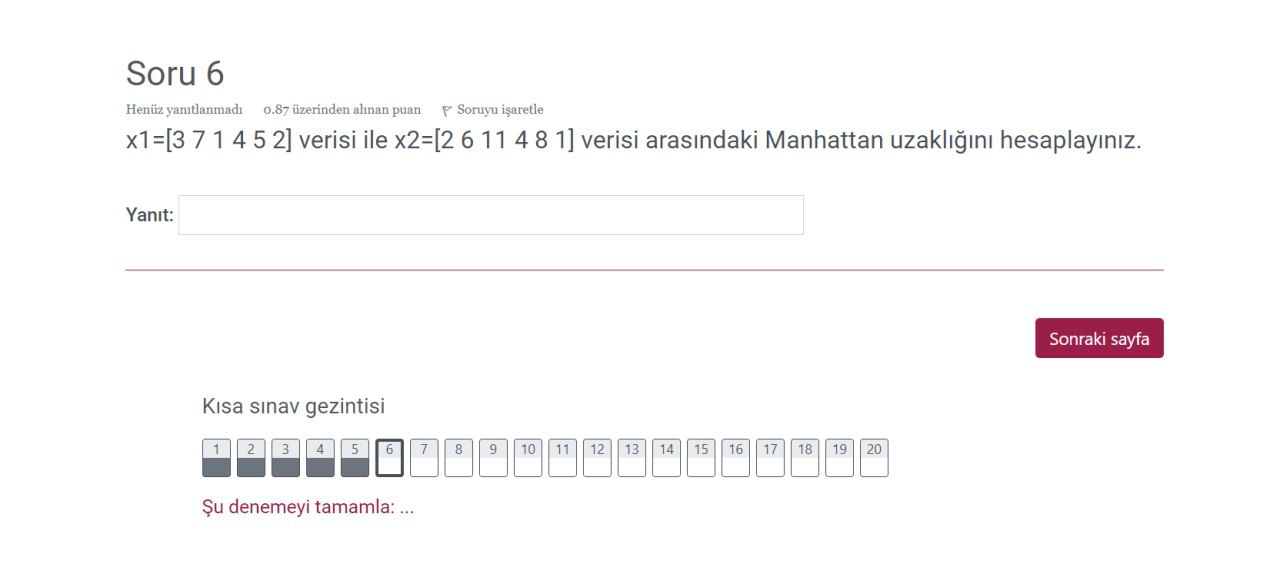 Soru 6
Henüz yanıtlanmadı 0.87 üzerinden alınan puan Soruyu işaretle
x1=[3 7 1 4 5 2] verisi ile x2=[2 6 11 4 8 1] verisi arasındaki Manhattan uzaklığını hesaplayınız.
Yanıt:
Sonraki sayfa
Kısa sınav gezintisi
1 2 3 4 5 6 7 8 9 10 11 12 13 14 15 16 17 18 19 20
Şu denemeyi tamamla: ...